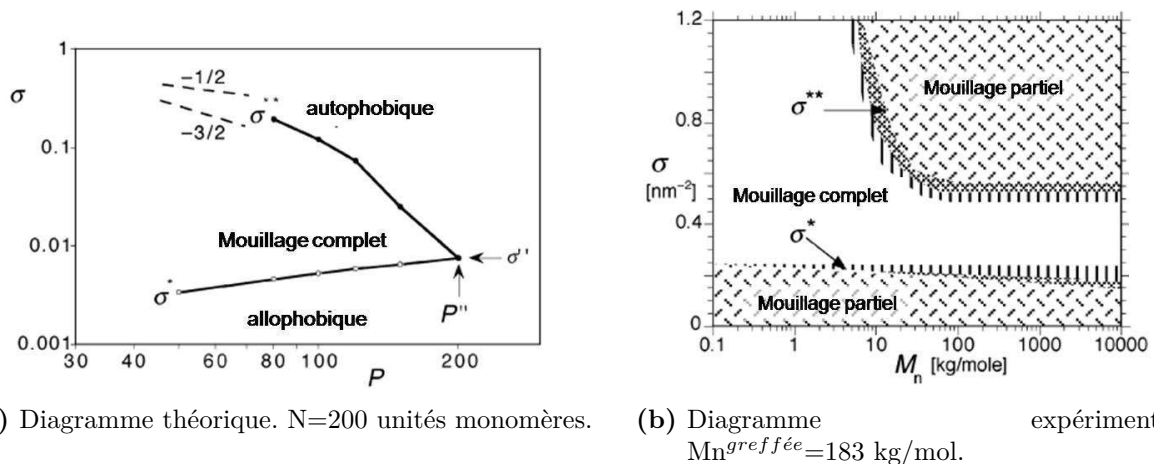 1
σ
−1/2
−3/2
σ**
autophobique
0.1
Mouillage complet
0.01
σ''
σ*
allophobique
P''
0.001
30 40 60 80 100 200
P
1.2
Mouillage partiel
σ**
0.8
σ
[nm⁻²]
Mouillage complet
0.4
σ*
Mouillage partiel
0
0.1 1 10 100 1000 10000
Mn [kg/mole]
) Diagramme théorique. N=200 unités monomères.
(b) Diagramme expériment
Mn^greffée=183 kg/mol.